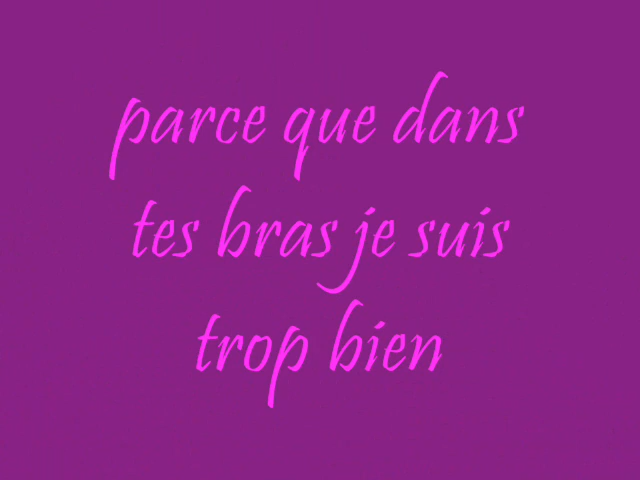 parce que dans
tes bras je suis
trop bien